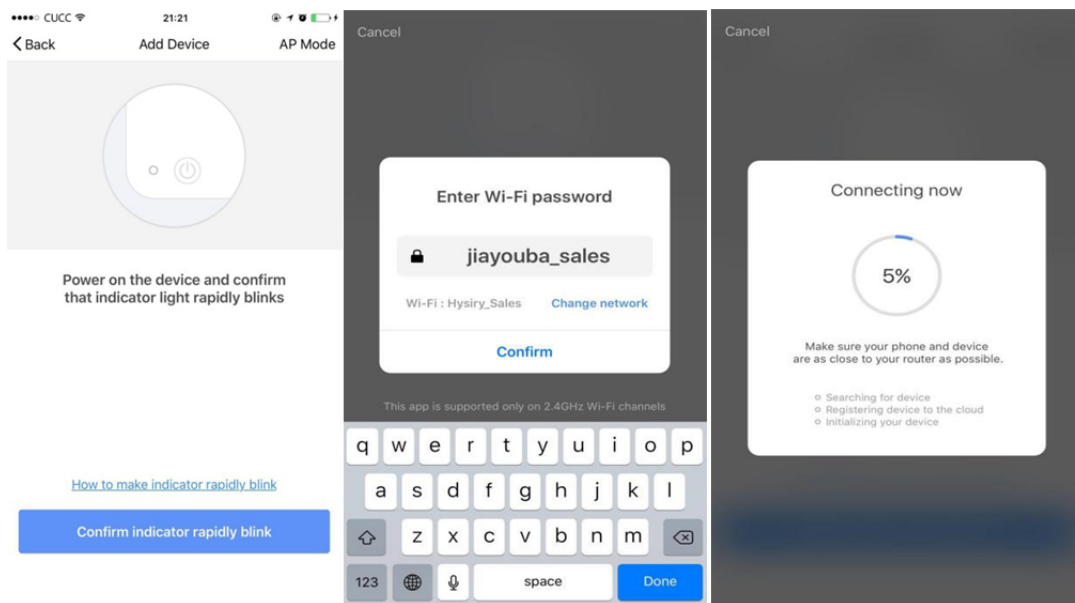 CUCC
21:21
Back
Add Device
AP Mode
Power on the device and confirm
that indicator light rapidly blinks
How to make indicator rapidly blink
Confirm indicator rapidly blink
Cancel
Enter Wi-Fi password
jiayouba_sales
Wi-Fi : Hysiry_Sales
Change network
Confirm
This app is supported only on 2.4GHz Wi-Fi channels
q w e r t y u i o p
a s d f g h j k l
z x c v b n m
123 space Done
Cancel
Connecting now
5%
Make sure your phone and device
are as close to your router as possible.
Searching for device
Registering device to the cloud
Initializing your device